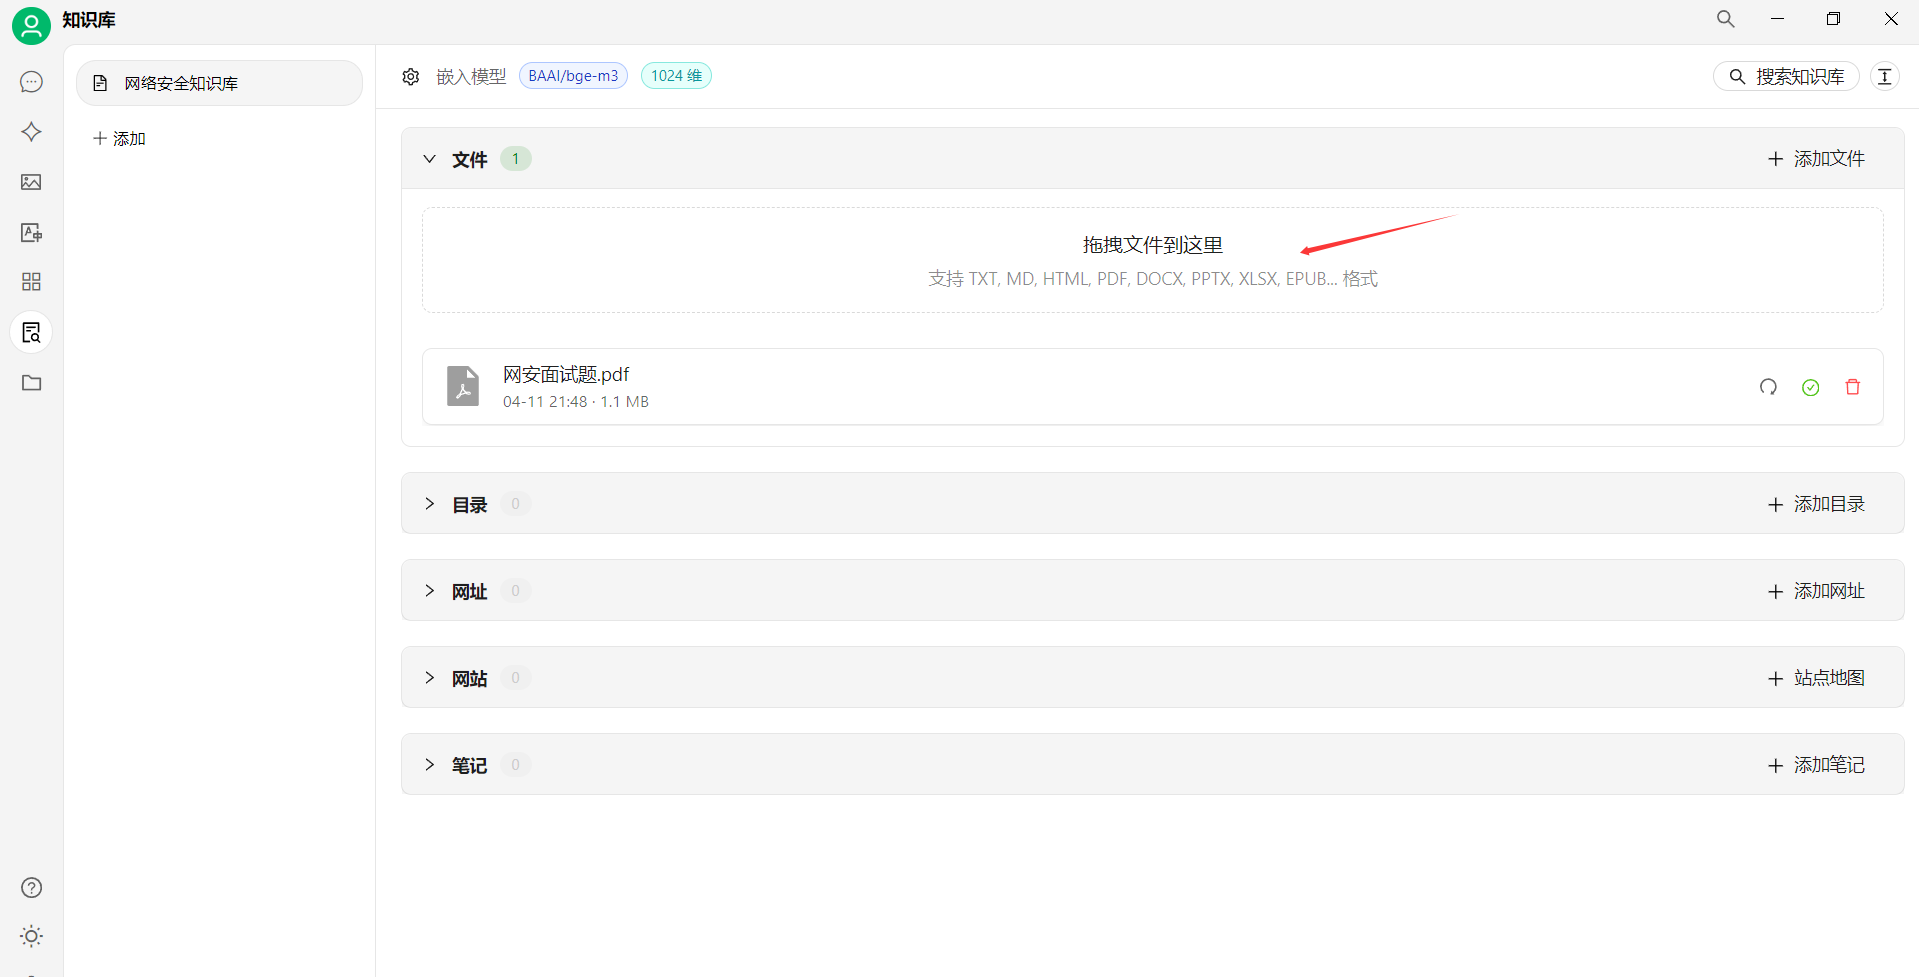 知识库
网络安全知识库
添加
嵌入模型 BAAI/bge-m3 1024 维 搜索知识库
文件 1 添加文件
拖拽文件到这里
支持 TXT, MD, HTML, PDF, DOCX, PPTX, XLSX, EPUB... 格式
网安面试题.pdf
04-11 21:48 · 1.1 MB
目录 0 添加目录
网址 0 添加网址
网站 0 站点地图
笔记 0 添加笔记